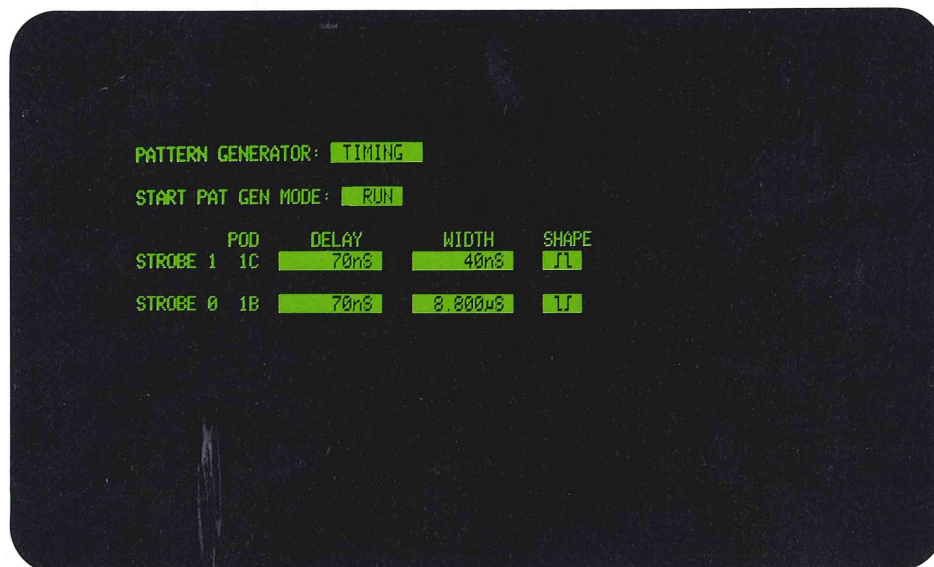 PATTERN GENERATOR: TIMING
START PAT GEN MODE: RUN
POD DELAY WIDTH SHAPE
STROBE 1 1C 70nS 40nS
STROBE 0 1B 70nS 8.800µS